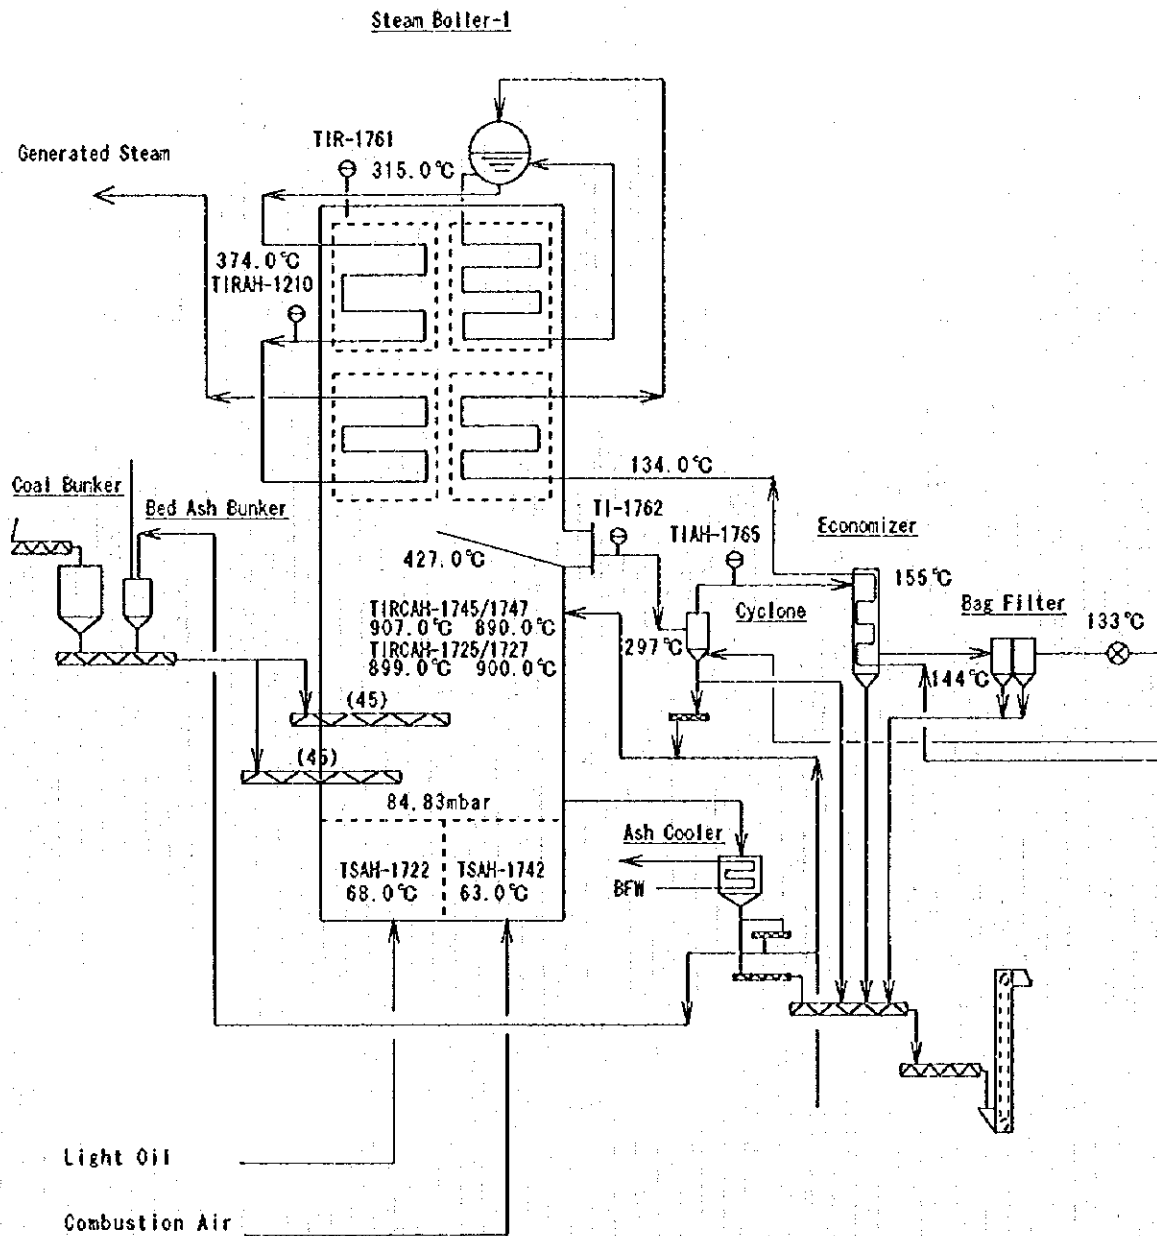 Steam Boiler-1
TIR-1761
315.0℃
Generated Steam
374.0℃
TIRAH-1210
134.0℃
Coal Bunker
Bed Ash Bunker
TI-1762
TIAH-1765
Economizer
427.0℃
155℃
Bag Filter
TIRCAH-1745/1747
907.0℃ 890.0℃
TIRCAH-1725/1727
899.0℃ 900.0℃
Cyclone
297℃
133℃
144℃
(45)
(45)
84.83mbar
Ash Cooler
TSAH-1722
68.0℃
TSAH-1742
63.0℃
BFW
Light Oil
Combustion Air